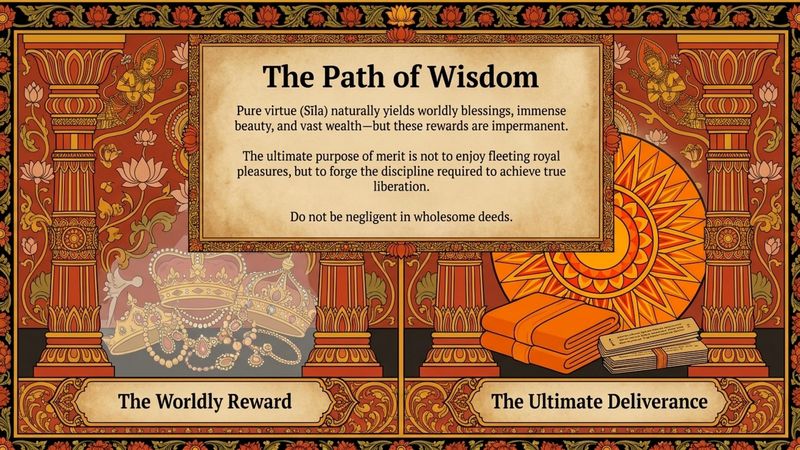 The Path of Wisdom
Pure virtue (Sīla) naturally yields worldly blessings, immense
beauty, and vast wealth—but these rewards are impermanent.
The ultimate purpose of merit is not to enjoy fleeting royal
pleasures, but to forge the discipline required to achieve true
liberation.
Do not be negligent in wholesome deeds.
The Worldly Reward
The Ultimate Deliverance